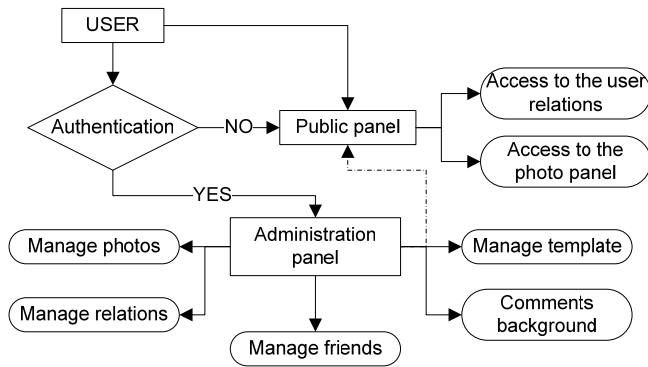 USER
Authentication
NO
Public panel
Access to the user
relations
Access to the
photo panel
YES
Administration
panel
Manage photos
Manage template
Manage relations
Comments
background
Manage friends